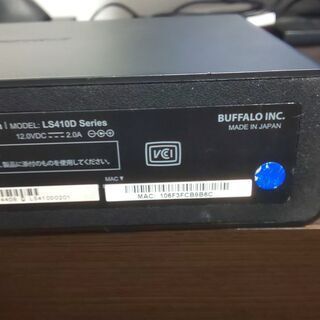 MODEL: LS410D Series
12.0VDC ⎓ 2.0A
BUFFALO INC.
MADE IN JAPAN
製品に添付のものを使用してください。
VCI
MAC▼
LS410D0201
MAC: 106F3FCB9B6C